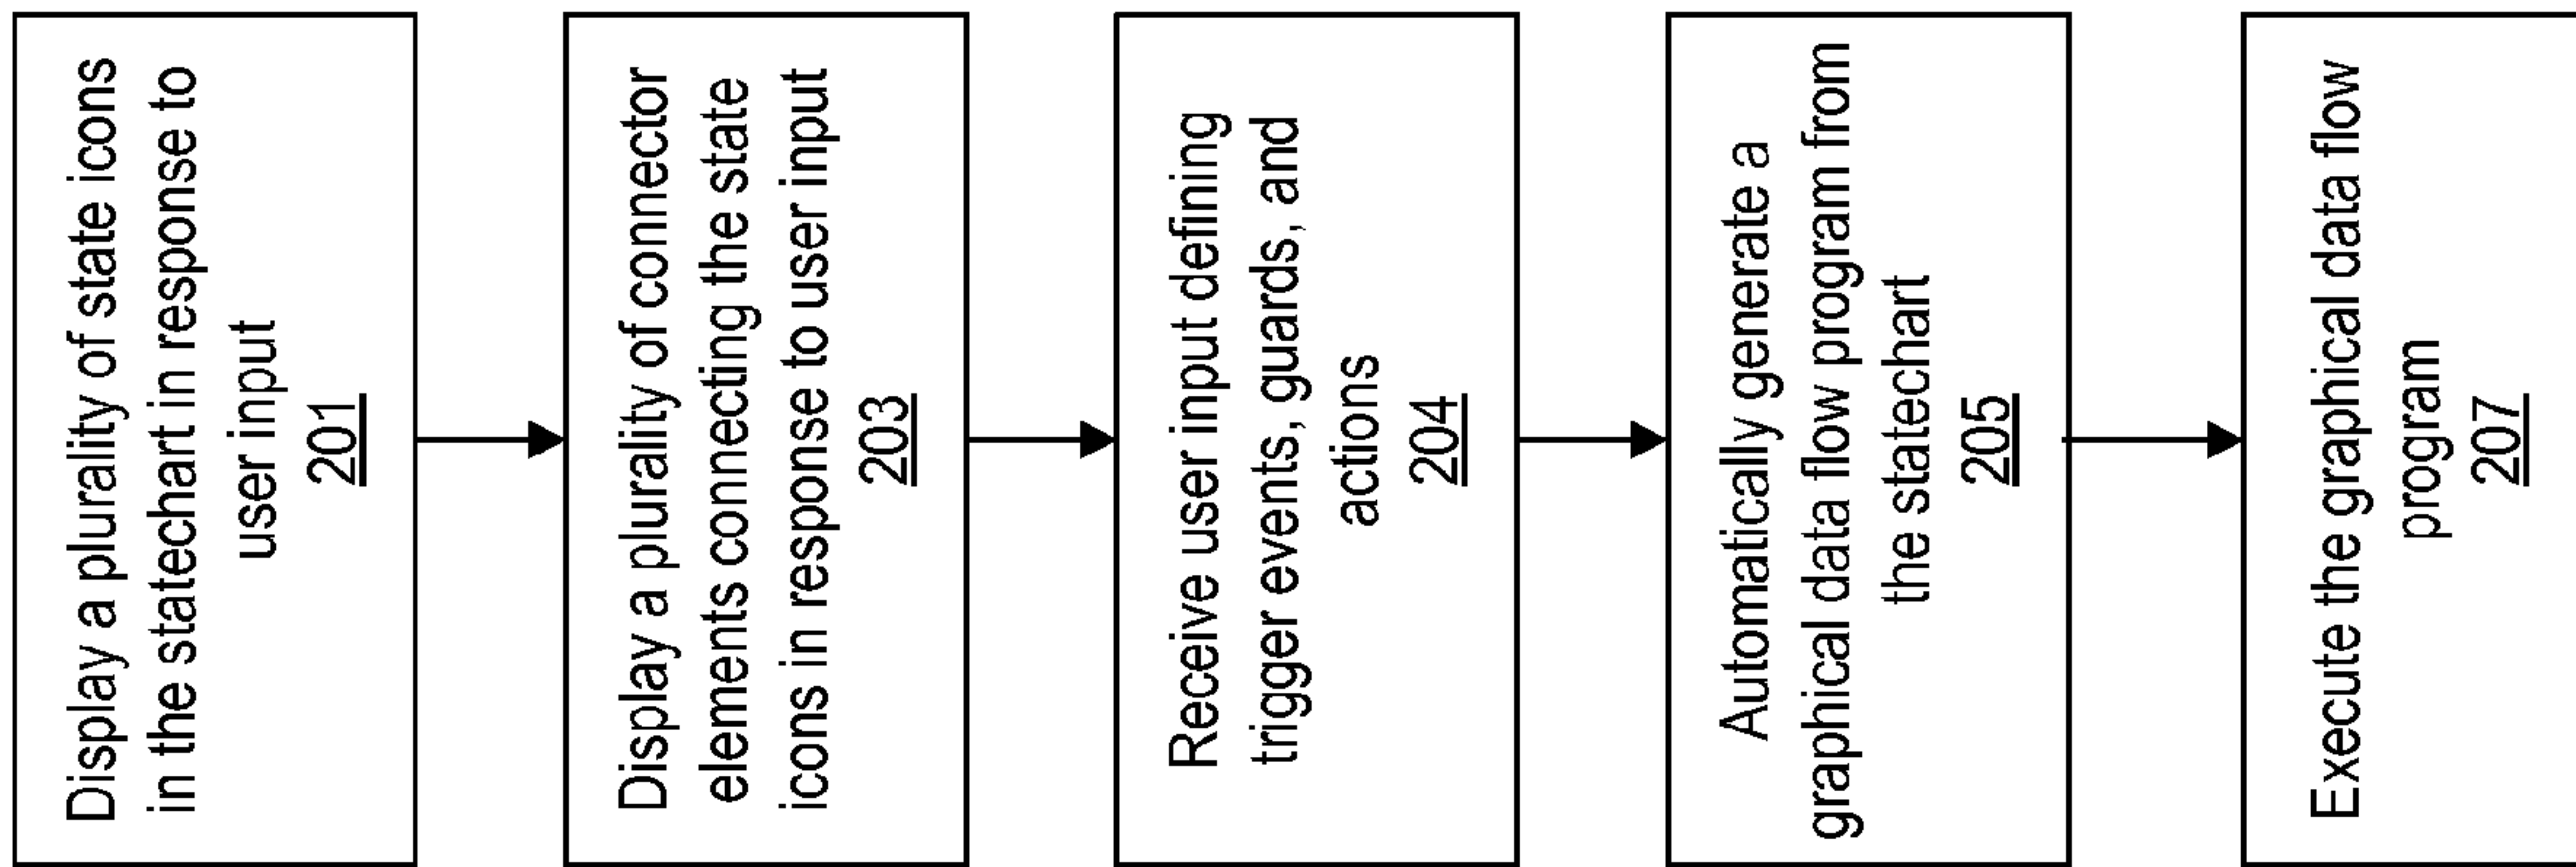 Display a plurality of state icons
in the statechart in response to
user input
201
Display a plurality of connector
elements connecting the state
icons in response to user input
203
Receive user input defining
trigger events, guards, and
actions
204
Automatically generate a
graphical data flow program from
the statechart
205
Execute the graphical data flow
program
207